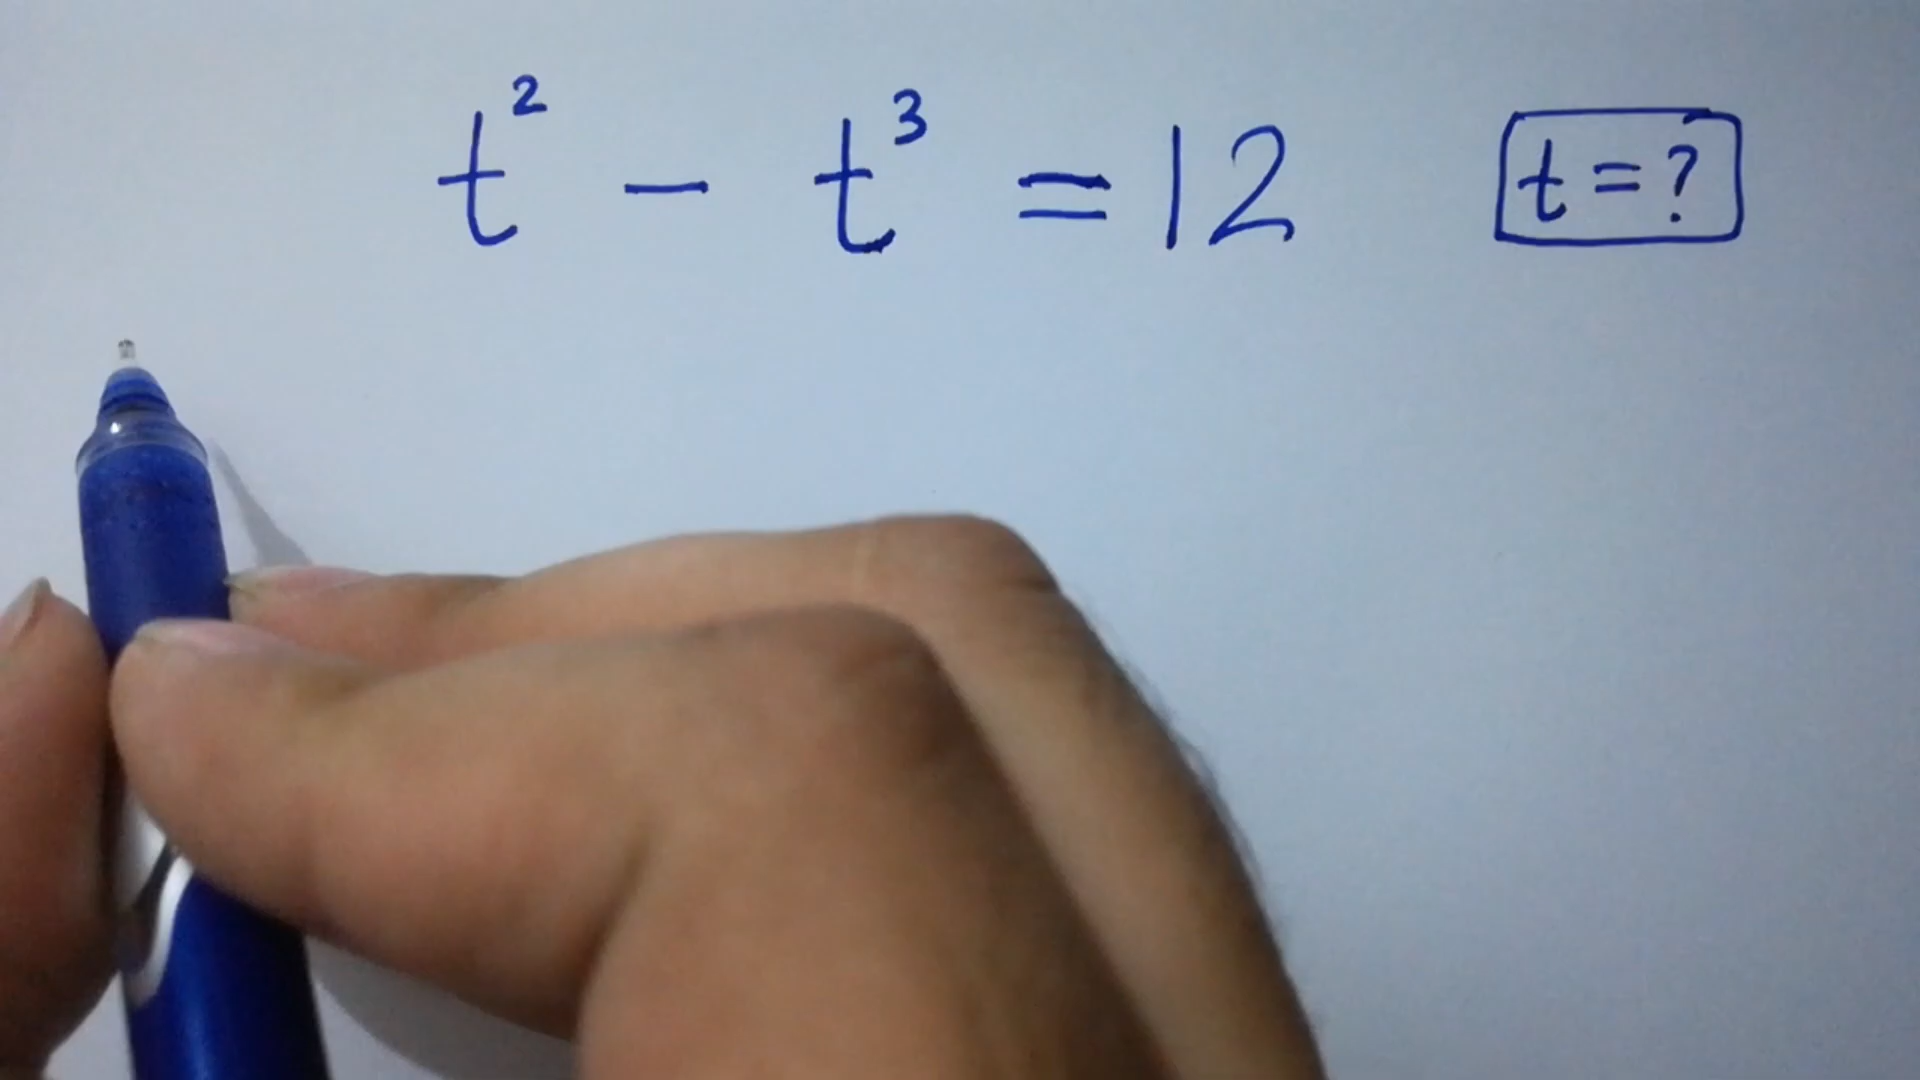 t² - t³ = 12 t = ?